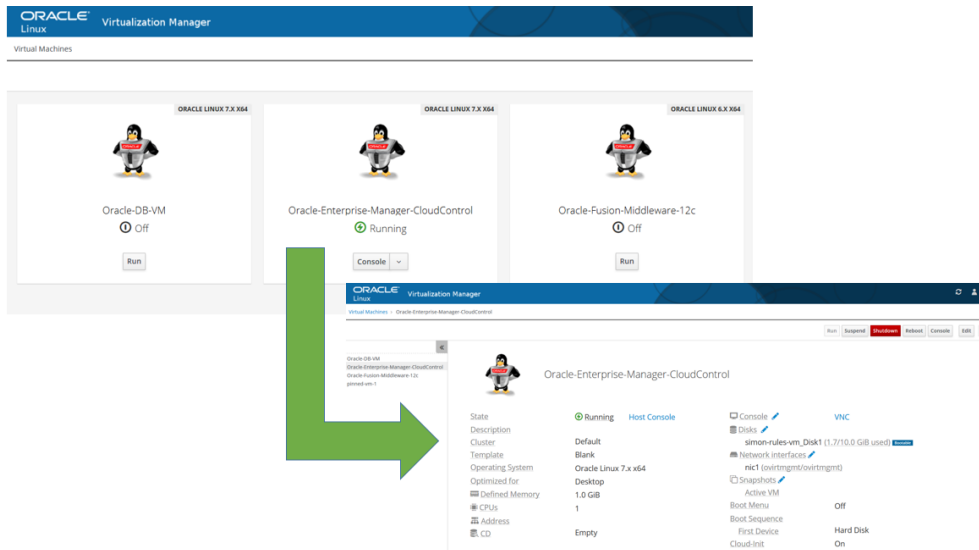 ORACLE
Linux
Virtualization Manager
Virtual Machines
ORACLE LINUX 7.X X64
ORACLE LINUX 7.X X64
ORACLE LINUX 6.X X64
Oracle-DB-VM
Off
Run
Oracle-Enterprise-Manager-CloudControl
Running
Console
Oracle-Fusion-Middleware-12c
Off
Run
ORACLE
Linux
Virtualization Manager
Virtual Machines › Oracle-Enterprise-Manager-CloudControl
Run Suspend Shutdown Reboot Console Edit
Oracle-DB-VM
Oracle-Enterprise-Manager-CloudControl
Oracle-Fusion-Middleware-12c
pinned-vm-1
Oracle-Enterprise-Manager-CloudControl
State Running Host Console
Description
Cluster Default
Template Blank
Operating System Oracle Linux 7.x x64
Optimized for Desktop
Defined Memory 1.0 GiB
CPUs 1
Address
CD Empty
Console VNC
Disks
simon-rules-vm_Disk1 (1.7/10.0 GiB used)
Network interfaces
nic1 (ovirtmgmt/ovirtmgmt)
Snapshots
Active VM
Boot Menu Off
Boot Sequence
First Device Hard Disk
Cloud-Init On